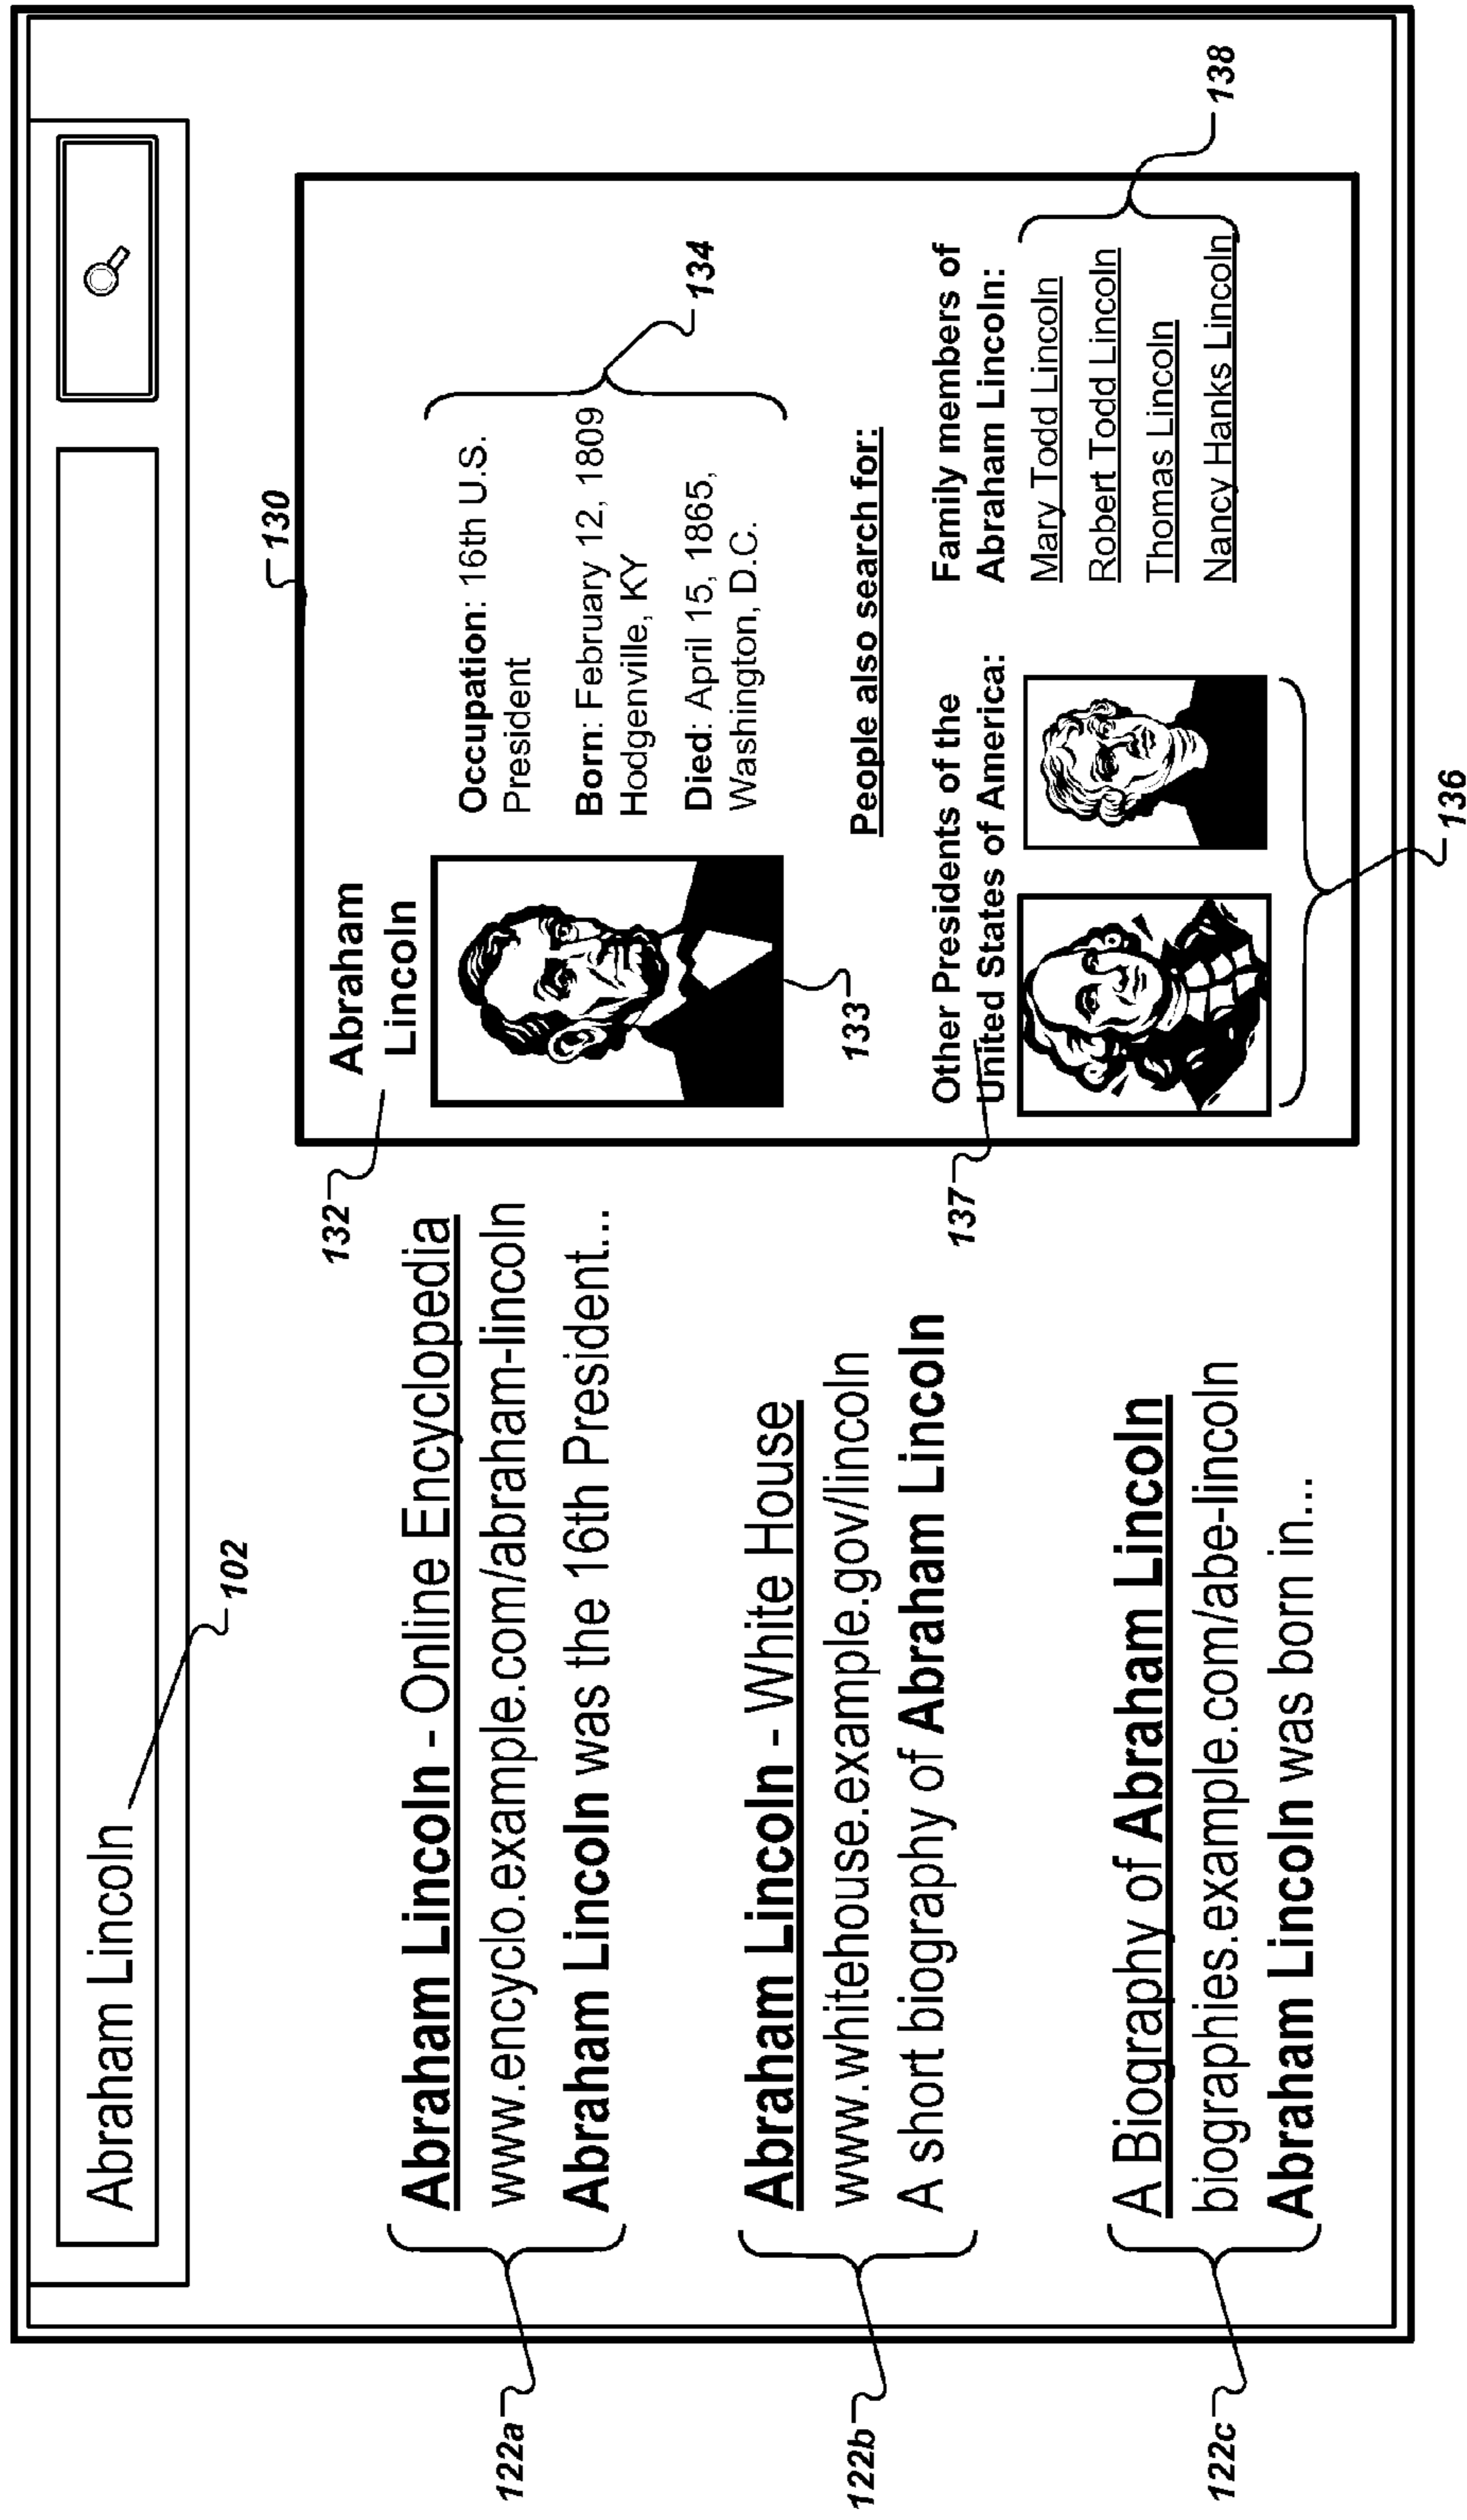 Abraham Lincoln
102
122a
Abraham Lincoln - Online Encyclopedia
www.encyclo.example.com/abraham-lincoln
Abraham Lincoln was the 16th President...
122b
Abraham Lincoln - White House
www.whitehouse.example.gov/lincoln
A short biography of Abraham Lincoln
122c
A Biography of Abraham Lincoln
biographies.example.com/abe-lincoln
Abraham Lincoln was born in...
130
132
Abraham
Lincoln
133
Occupation: 16th U.S.
President
Born: February 12, 1809
Hodgenville, KY
Died: April 15, 1865,
Washington, D.C.
134
People also search for:
137
Other Presidents of the
United States of America:
136
Family members of
Abraham Lincoln:
Mary Todd Lincoln
Robert Todd Lincoln
Thomas Lincoln
Nancy Hanks Lincoln
138